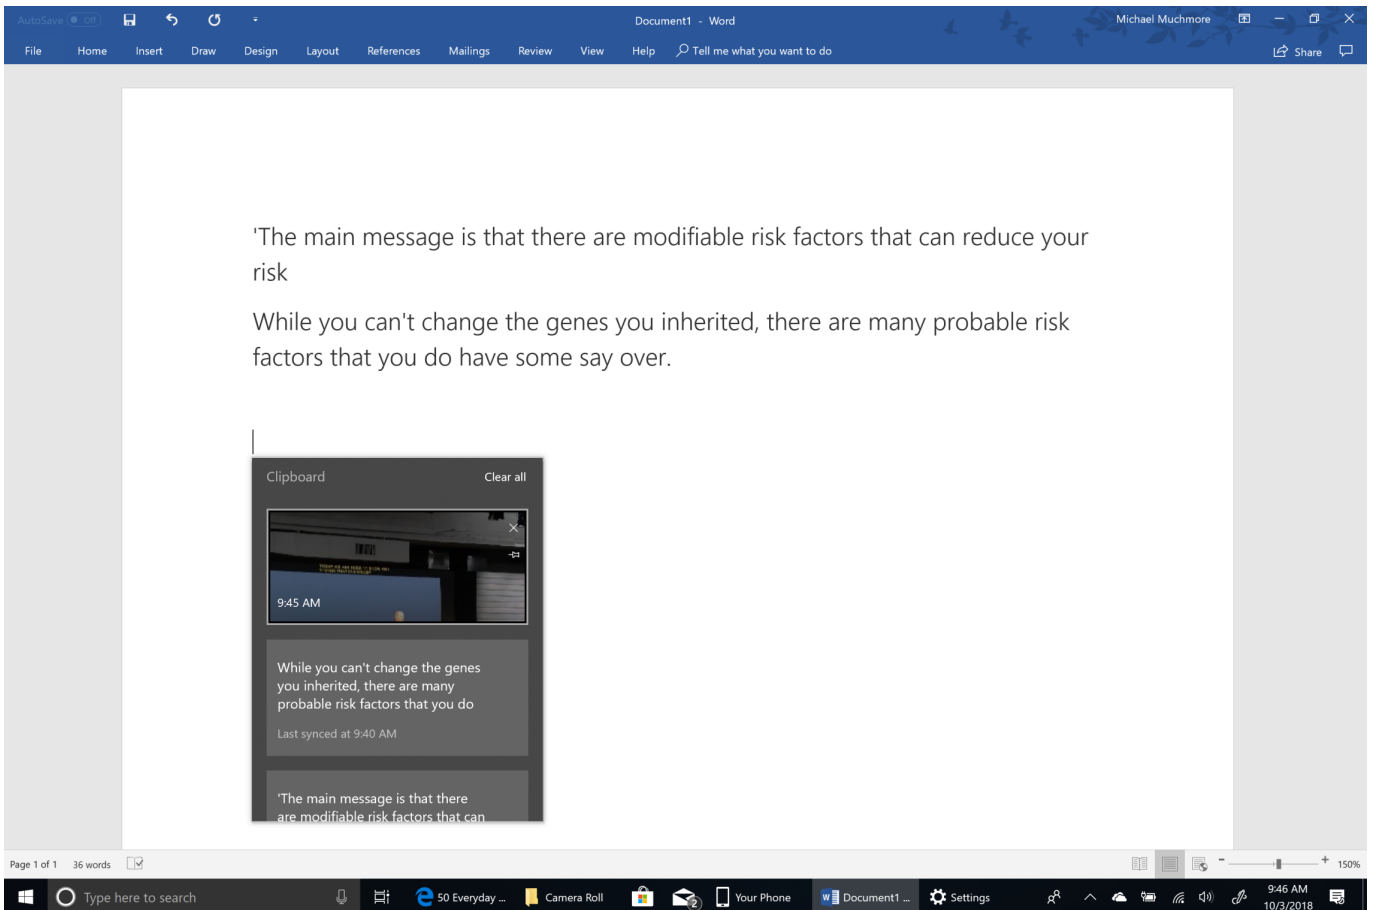 AutoSave Off
Document1 - Word
Michael Muchmore
File Home Insert Draw Design Layout References Mailings Review View Help Tell me what you want to do
Share
'The main message is that there are modifiable risk factors that can reduce your
risk
While you can't change the genes you inherited, there are many probable risk
factors that you do have some say over.
Clipboard Clear all
9:45 AM
While you can't change the genes
you inherited, there are many
probable risk factors that you do
Last synced at 9:40 AM
'The main message is that there
are modifiable risk factors that can
Page 1 of 1 36 words
150%
Type here to search
50 Everyday ...
Camera Roll
2
Your Phone
Document1 ...
Settings
9:46 AM
10/3/2018